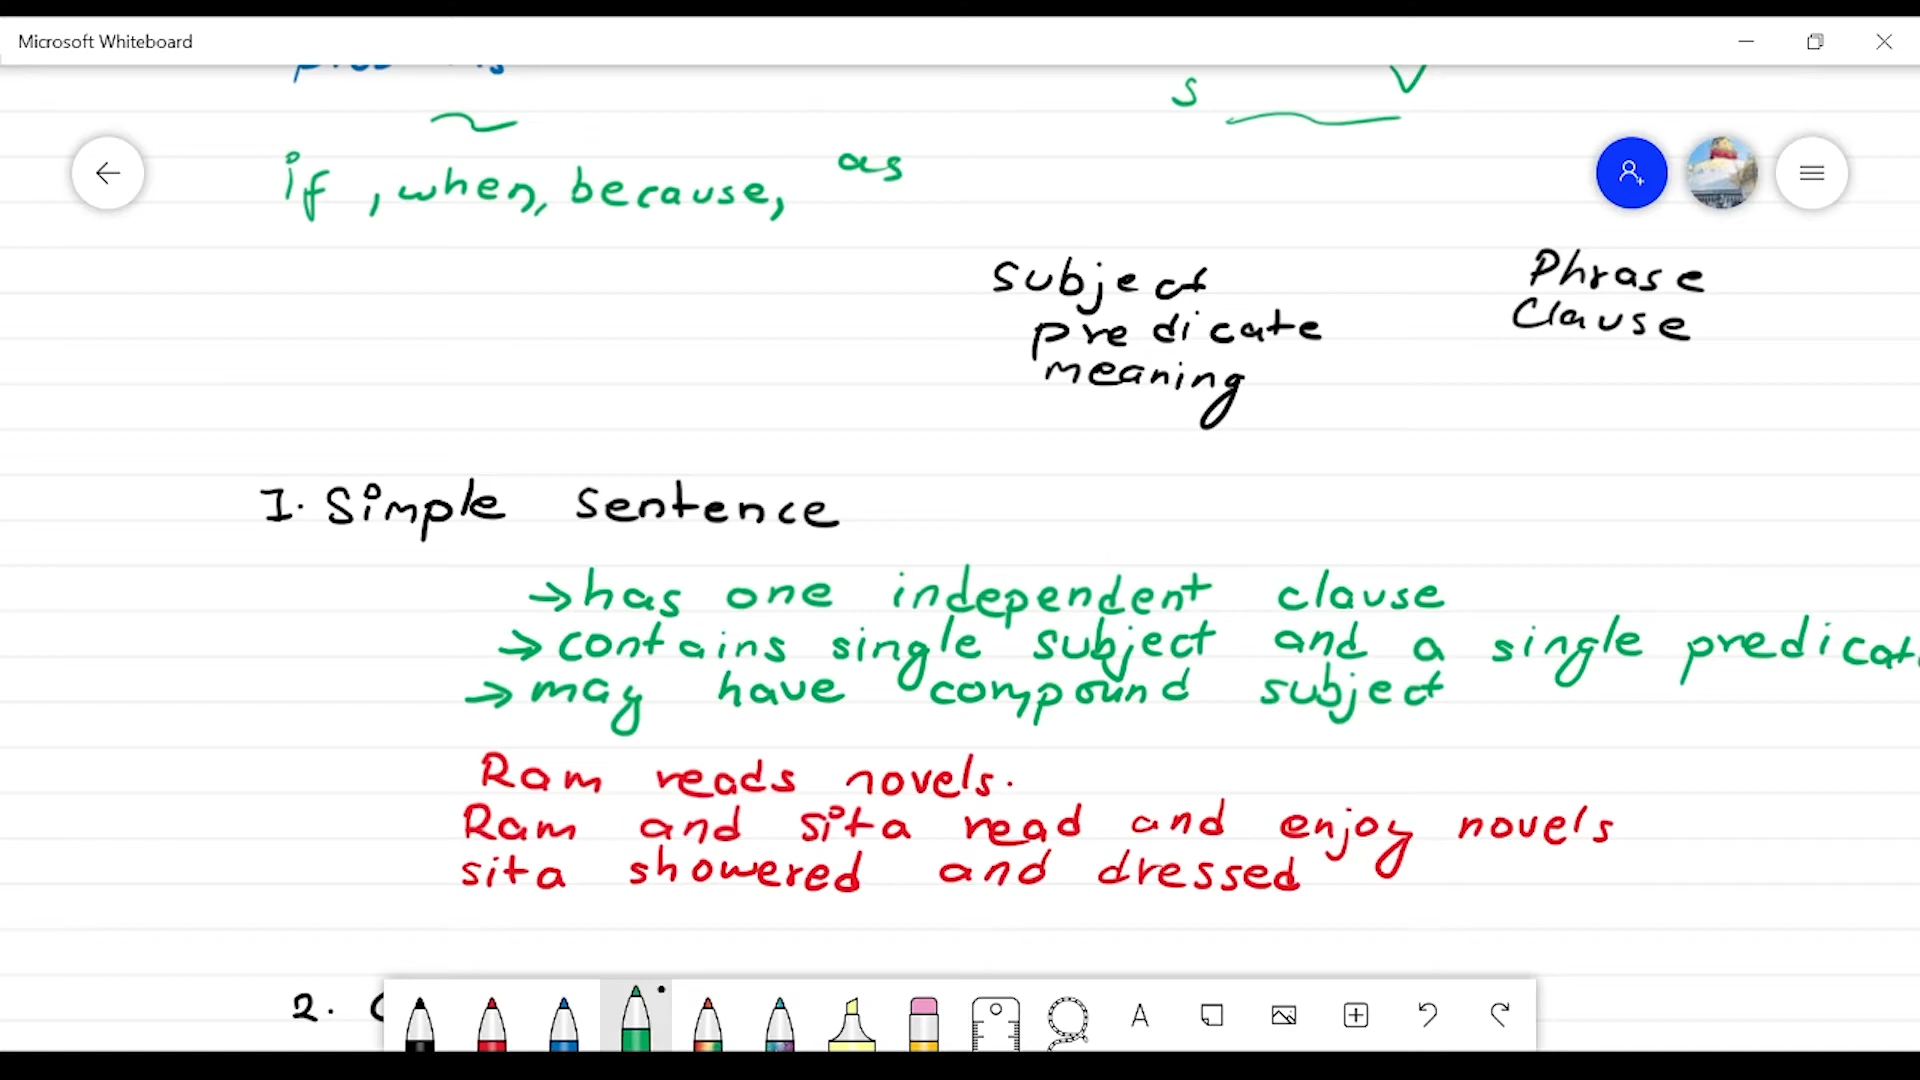 Microsoft Whiteboard
s V
if, when, because, as
Subject
predicate
meaning
Phrase
Clause
I. Simple Sentence
→ has one independent clause
→ contains single subject and a single predicat
→ may have compound subject
Ram reads novels.
Ram and sita read and enjoy novels
sita showered and dressed
2. C